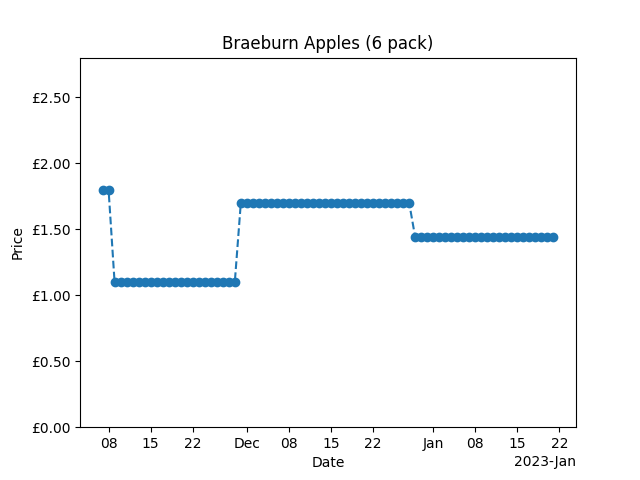 Braeburn Apples (6 pack)
£2.50
£2.00
£1.50
£1.00
£0.50
£0.00
Price
08 15 22 Dec 08 15 22 Jan 08 15 22
Date
2023-Jan